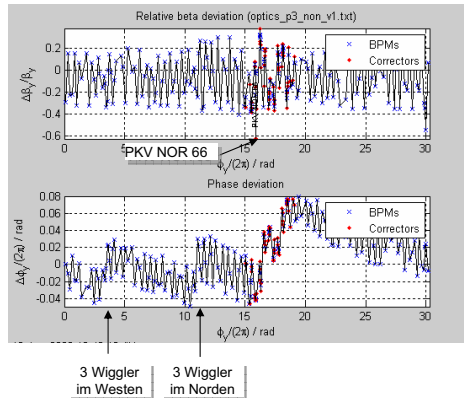 Relative beta deviation (optics_p3_non_v1.txt)
Δβy/βy
0.2
0
-0.2
-0.4
-0.6
BPMs
Correctors
PKV NOR 66
0 5 10 15 20 25 30
ϕy/(2π) / rad
Phase deviation
Δϕy/(2π) / rad
0.08
0.06
0.04
0.02
0
-0.02
-0.04
BPMs
Correctors
0 5 10 15 20 25 30
ϕy/(2π) / rad
3 Wiggler
im Westen
3 Wiggler
im Norden